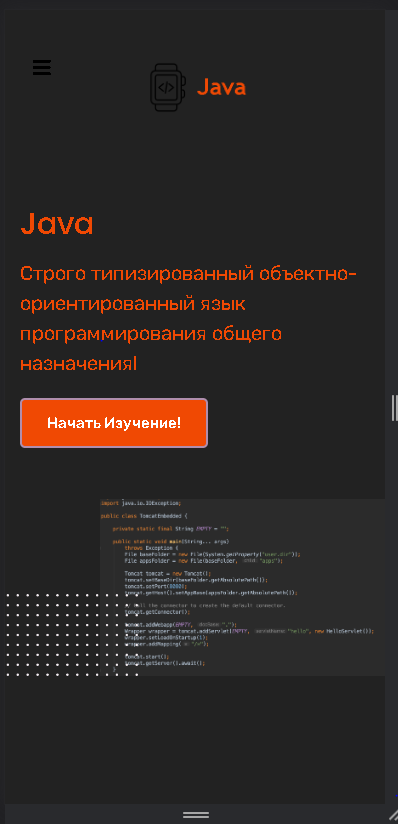 </> Java
Java
Строго типизированный объектно-
ориентированный язык
программирования общего
назначения!
Начать Изучение!
import java.io.IOException;
public class TomcatEmbedded {
private static final String EMPTY = "";
public static void main(String... args)
throws Exception {
File baseFolder = new File(System.getProperty("user.dir"));
File appsFolder = new File(baseFolder, "apps");
Tomcat tomcat = new Tomcat();
tomcat.setBaseDir(baseFolder.getAbsolutePath());
tomcat.setPort(
tomcat.getHost().setAppBase(appsFolder.getAbsolutePath());
// Call the connector to create the default connector.
tomcat.getConnector();
tomcat.addWebapp(EMPTY,
Wrapper wrapper = tomcat.addServlet(EMPTY, "hello", new HelloServlet());
wrapper.setLoadOnStartup(1);
wrapper.addMapping(
tomcat.start();
tomcat.getServer().await();
}